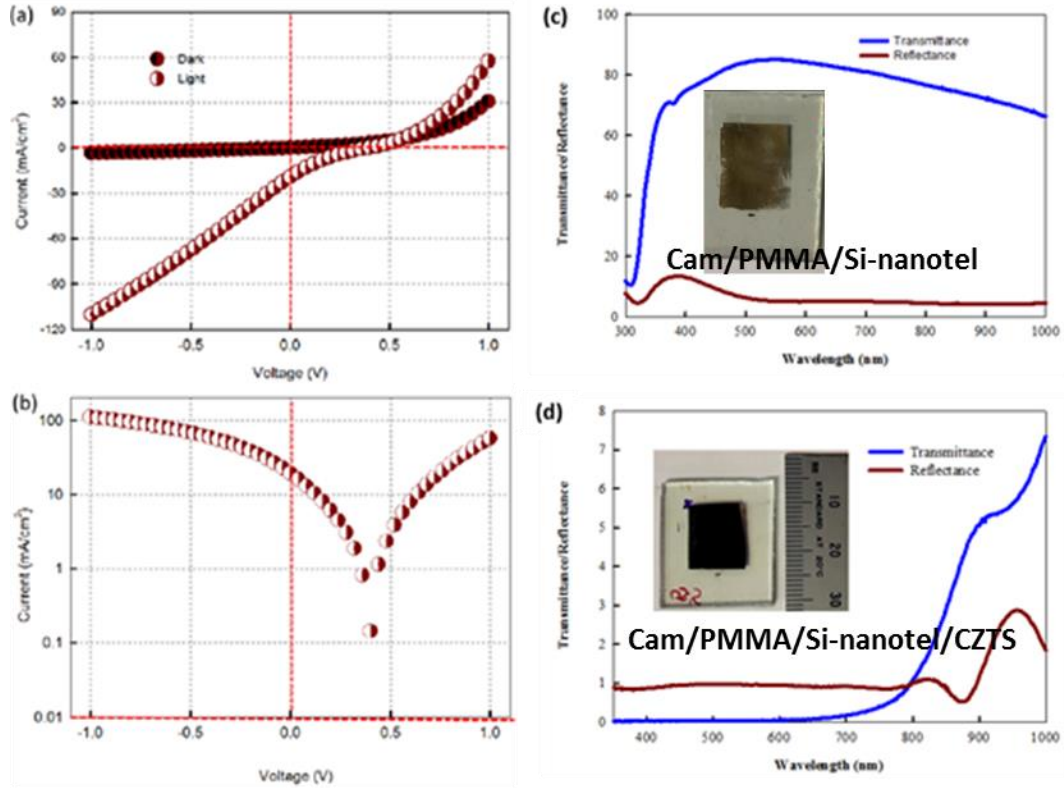 (a)
90
60
30
0
-30
-60
-90
-120
Current (mA/cm²)
Dark
Light
-1.0 -0.5 0.0 0.5 1.0
Voltage (V)
(c)
100
80
60
40
20
0
Transmittance/Reflectance
Transmittance
Reflectance
Cam/PMMA/Si-nanotel
300 400 500 600 700 800 900 1000
Wavelength (nm)
(b)
100
10
1
0.1
0.01
Current (mA/cm²)
-1.0 -0.5 0.0 0.5 1.0
Voltage (V)
(d)
8
7
6
5
4
3
2
1
0
Transmittance/Reflectance
Transmittance
Reflectance
STANDARD AT 20°C
10
20
30
Cam/PMMA/Si-nanotel/CZTS
400 500 600 700 800 900 1000
Wavelength (nm)